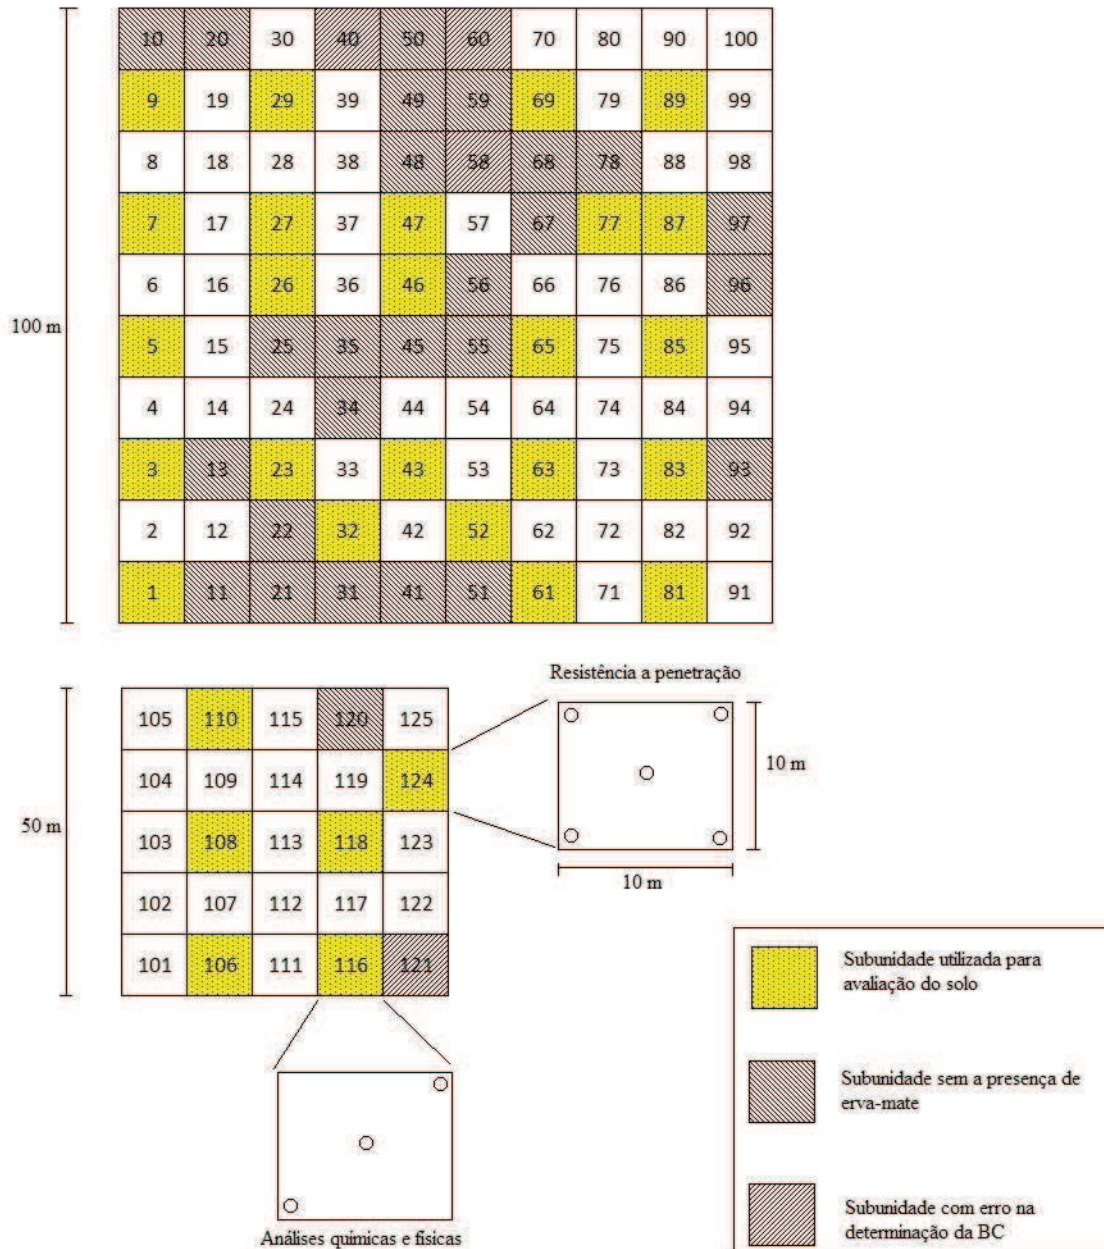 10 20 30 40 50 60 70 80 90 100
9 19 29 39 49 59 69 79 89 99
8 18 28 38 48 58 68 78 88 98
7 17 27 37 47 57 67 77 87 97
6 16 26 36 46 56 66 76 86 96
100 m
5 15 25 35 45 55 65 75 85 95
4 14 24 34 44 54 64 74 84 94
3 13 23 33 43 53 63 73 83 93
2 12 22 32 42 52 62 72 82 92
1 11 21 31 41 51 61 71 81 91
Resistência a penetração
105 110 115 120 125
104 109 114 119 124
10 m
50 m
103 108 113 118 123
10 m
102 107 112 117 122
101 106 111 116 121
Análises químicas e físicas
Subunidade utilizada para
avaliação do solo
Subunidade sem a presença de
erva-mate
Subunidade com erro na
determinação da BC